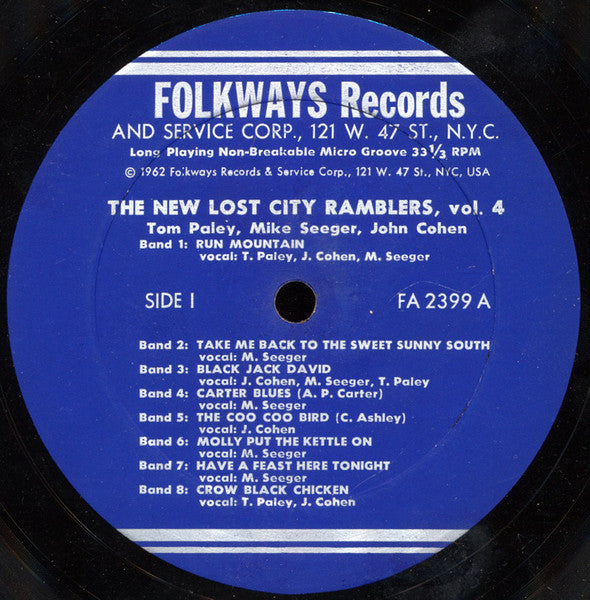 FOLKWAYS Records
AND SERVICE CORP., 121 W. 47 ST., N.Y.C.
Long Playing Non-Breakable Micro Groove 33 1/3 RPM
© 1962 Folkways Records & Service Corp., 121 W. 47 St., NYC, USA
THE NEW LOST CITY RAMBLERS, vol. 4
Tom Paley, Mike Seeger, John Cohen
Band 1: RUN MOUNTAIN
vocal: T. Paley, J. Cohen, M. Seeger
SIDE I FA 2399 A
Band 2: TAKE ME BACK TO THE SWEET SUNNY SOUTH
vocal: M. Seeger
Band 3: BLACK JACK DAVID
vocal: J. Cohen, M. Seeger, T. Paley
Band 4: CARTER BLUES (A. P. Carter)
vocal: M. Seeger
Band 5: THE COO COO BIRD (C. Ashley)
vocal: J. Cohen
Band 6: MOLLY PUT THE KETTLE ON
vocal: M. Seeger
Band 7: HAVE A FEAST HERE TONIGHT
vocal: M. Seeger
Band 8: CROW BLACK CHICKEN
vocal: T. Paley, J. Cohen